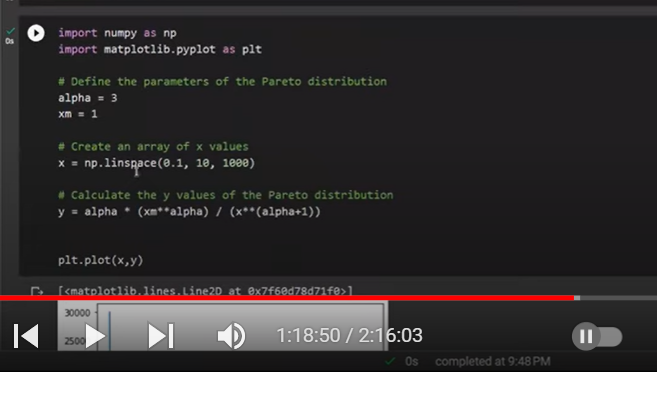 0s
import numpy as np
import matplotlib.pyplot as plt
# Define the parameters of the Pareto distribution
alpha = 3
xm = 1
# Create an array of x values
x = np.linspace(0.1, 10, 1000)
# Calculate the y values of the Pareto distribution
y = alpha * (xm**alpha) / (x**(alpha+1))
plt.plot(x,y)
[<matplotlib.lines.Line2D at 0x7f60d78d71f0>]
30000
2500
1:18:50 / 2:16:03
0s completed at 9:48 PM